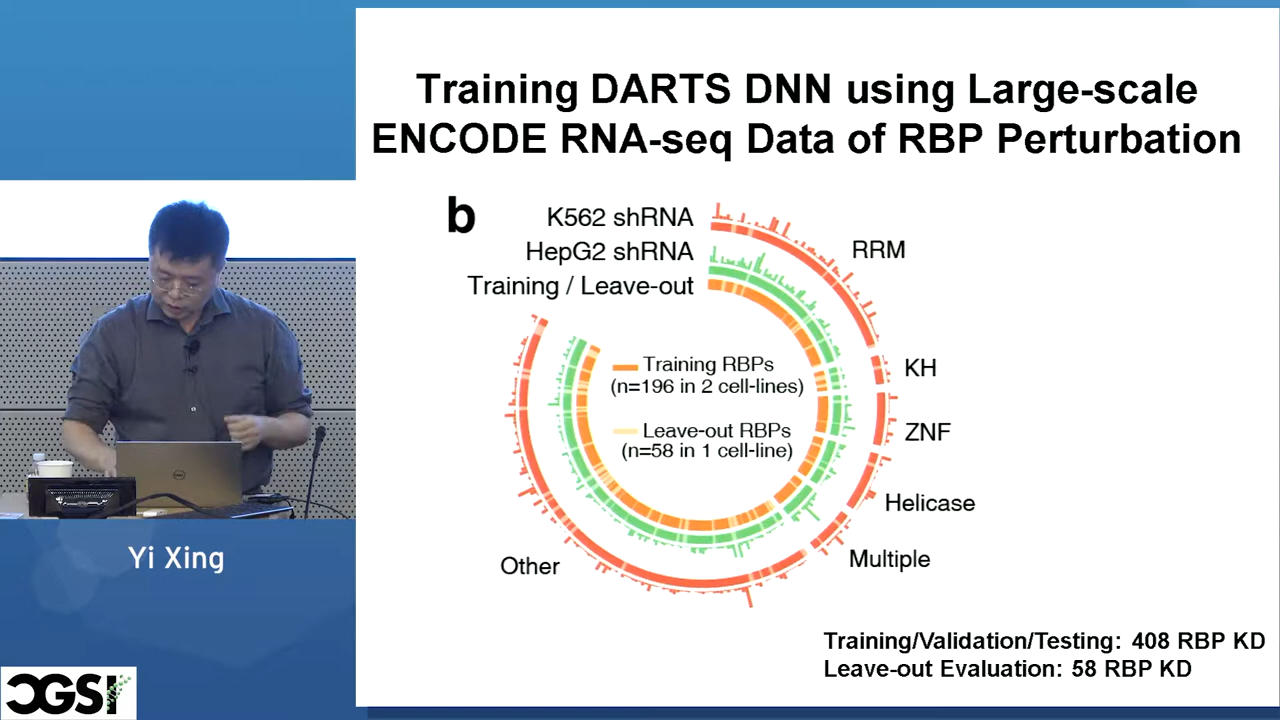 Training DARTS DNN using Large-scale
ENCODE RNA-seq Data of RBP Perturbation
b
K562 shRNA
HepG2 shRNA
Training / Leave-out
RRM
KH
ZNF
Helicase
Multiple
Other
Training RBPs
(n=196 in 2 cell-lines)
Leave-out RBPs
(n=58 in 1 cell-line)
Training/Validation/Testing: 408 RBP KD
Leave-out Evaluation: 58 RBP KD
Yi Xing
CGSI
DELL